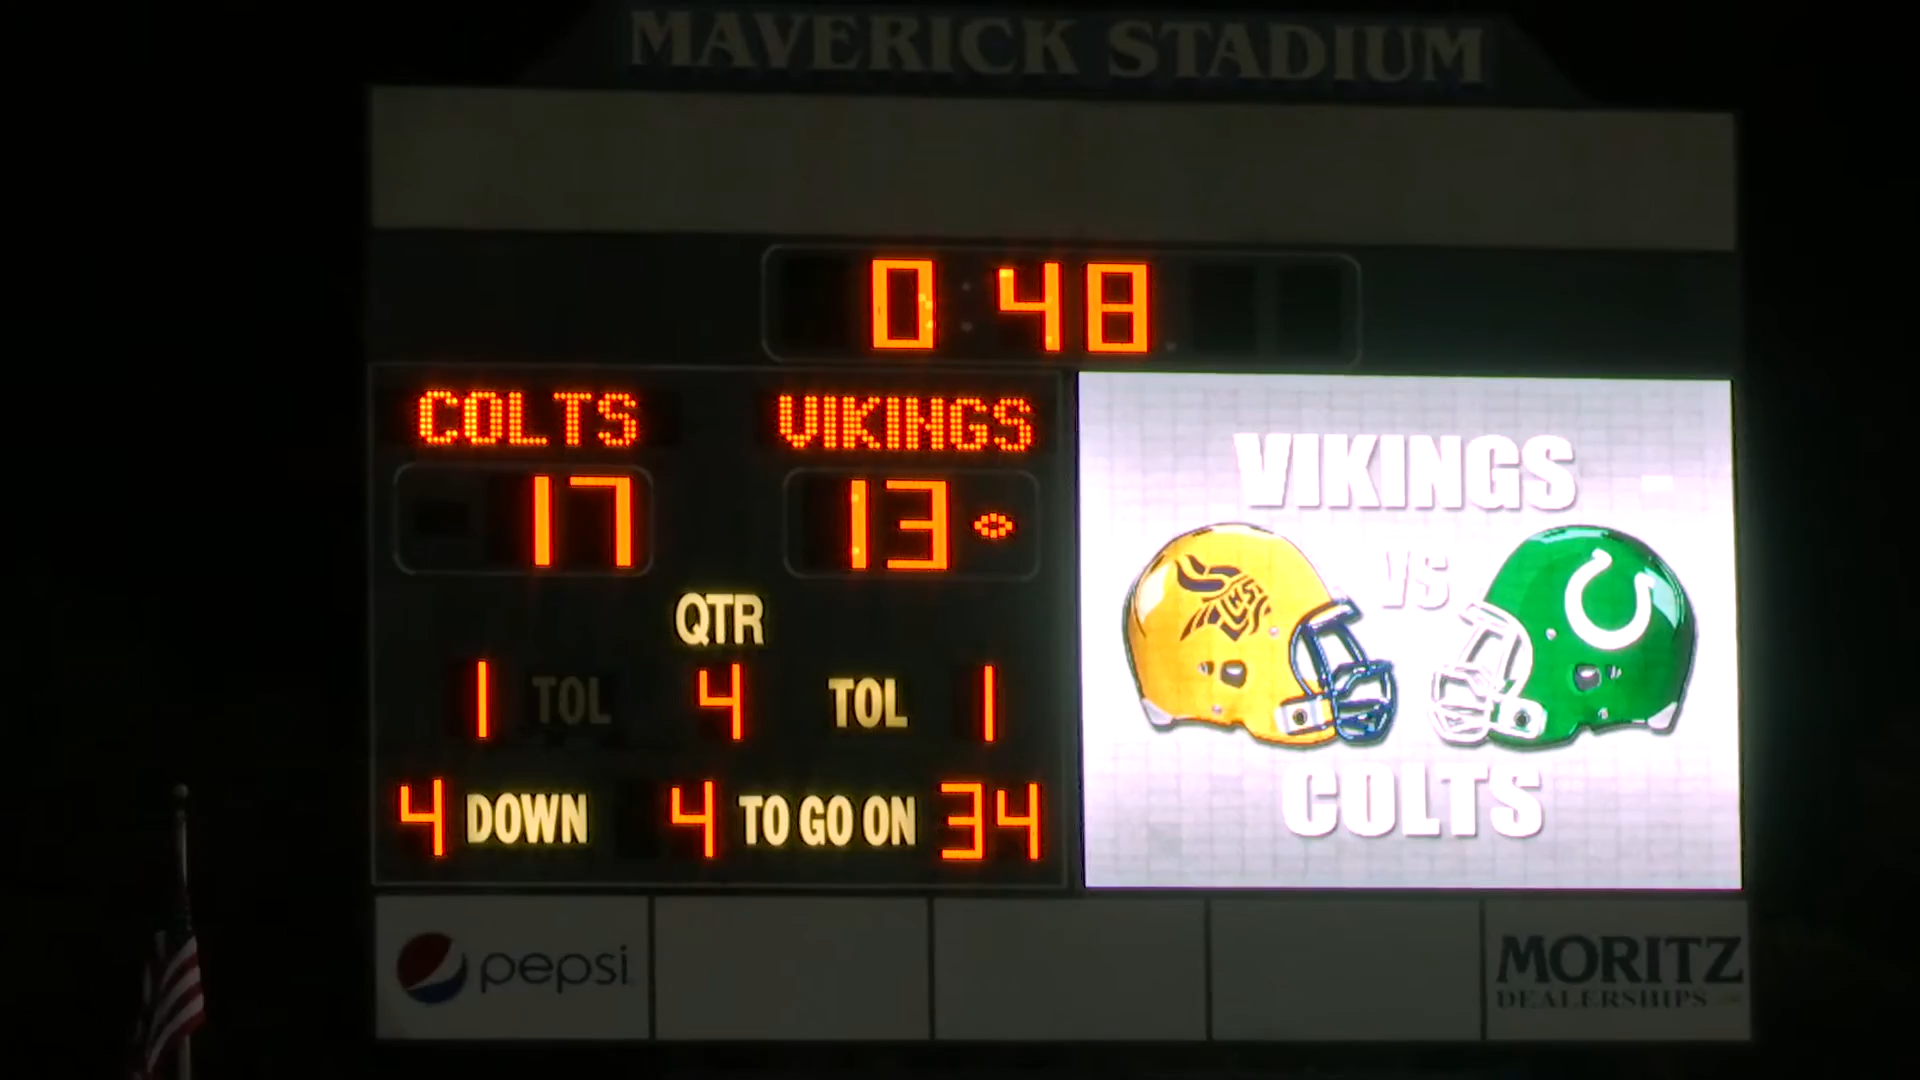 MAVERICK STADIUM
0:48
COLTS VIKINGS
17 13
QTR
1 TOL 4 TOL 1
4 DOWN 4 TO GO ON 34
VIKINGS
VS
HS
COLTS
pepsi
MORITZ
DEALERSHIPS